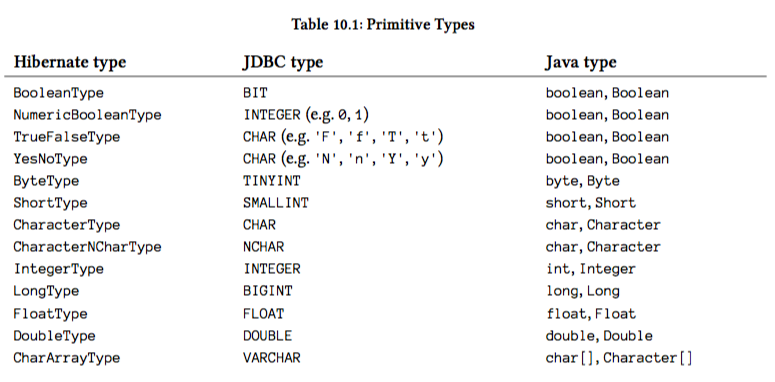 Table 10.1: Primitive Types
Hibernate type JDBC type Java type
BooleanType BIT boolean, Boolean
NumericBooleanType INTEGER (e.g. 0, 1) boolean, Boolean
TrueFalseType CHAR (e.g. 'F', 'f', 'T', 't') boolean, Boolean
YesNoType CHAR (e.g. 'N', 'n', 'Y', 'y') boolean, Boolean
ByteType TINYINT byte, Byte
ShortType SMALLINT short, Short
CharacterType CHAR char, Character
CharacterNCharType NCHAR char, Character
IntegerType INTEGER int, Integer
LongType BIGINT long, Long
FloatType FLOAT float, Float
DoubleType DOUBLE double, Double
CharArrayType VARCHAR char[], Character[]